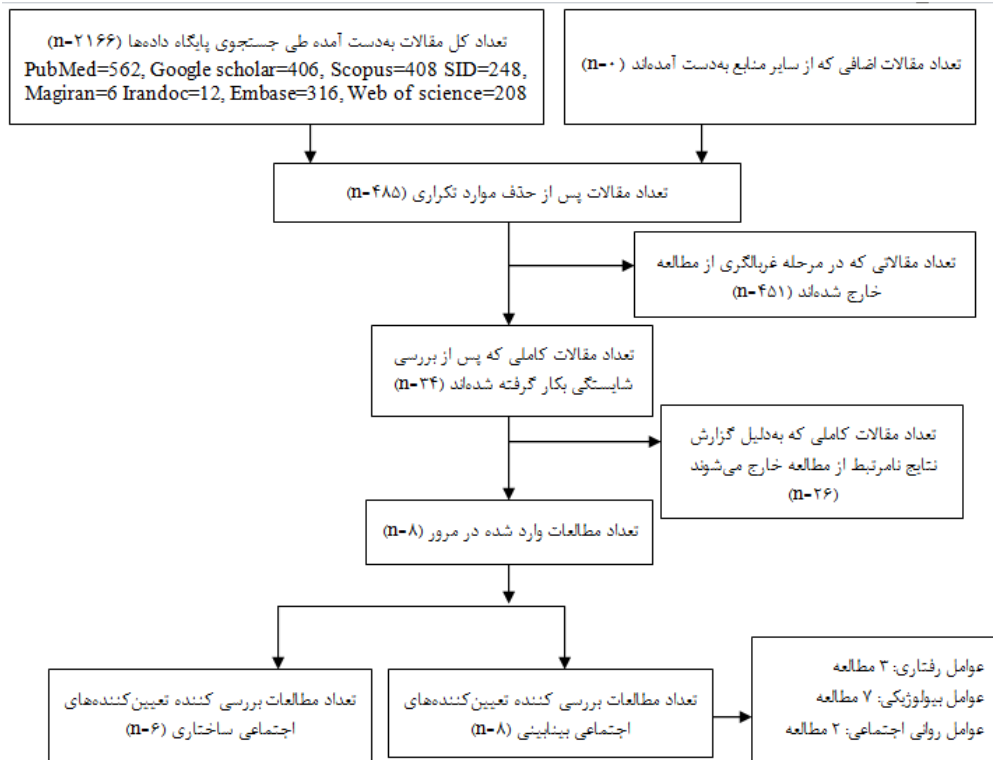 تعداد کل مقالات به‌دست آمده طی جستجوی پایگاه داده‌ها (n-۲۱۶۶)
PubMed=562, Google scholar=406, Scopus=408 SID=248,
Magiran=6 Irandoc=12, Embase=316, Web of science=208
تعداد مقالات اضافی که از سایر منابع به‌دست آمده‌اند (n-۰)
تعداد مقالات پس از حذف موارد تکراری (n-۴۸۵)
تعداد مقالاتی که در مرحله غربالگری از مطالعه
خارج شده‌اند (n-۴۵۱)
تعداد مقالات کاملی که پس از بررسی
شایستگی بکار گرفته شده‌اند (n-۳۴)
تعداد مقالات کاملی که به‌دلیل گزارش
نتایج نامرتبط از مطالعه خارج می‌شوند
(n-۲۶)
تعداد مطالعات وارد شده در مرور (n-۸)
تعداد مطالعات بررسی کننده تعیین‌کننده‌های
اجتماعی ساختاری (n-۶)
تعداد مطالعات بررسی کننده تعیین‌کننده‌های
اجتماعی بینابینی (n-۸)
عوامل رفتاری: ۳ مطالعه
عوامل بیولوژیکی: ۷ مطالعه
عوامل روانی اجتماعی: ۲ مطالعه